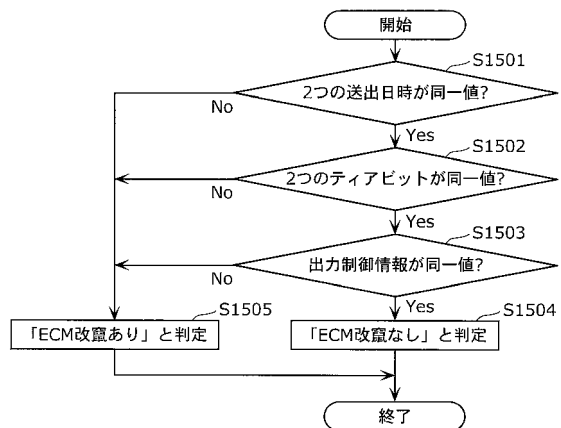 開始
S1501
2つの送出日時が同一値?
No
Yes
S1502
2つのティアビットが同一値?
No
Yes
S1503
出力制御情報が同一値?
No
Yes
S1505
S1504
「ECM改竄あり」と判定
「ECM改竄なし」と判定
終了